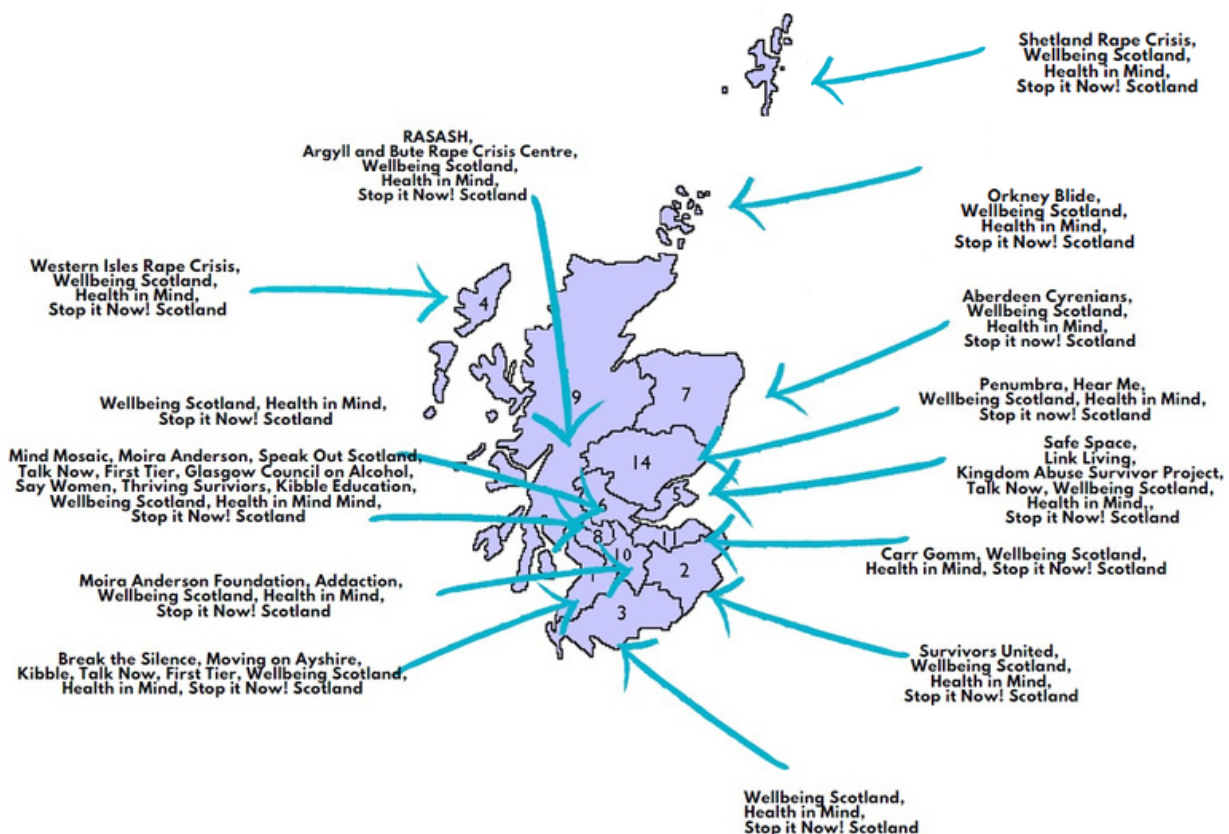 Shetland Rape Crisis,
Wellbeing Scotland,
Health in Mind,
Stop it Now! Scotland
RASASH,
Argyll and Bute Rape Crisis Centre,
Wellbeing Scotland,
Health in Mind,
Stop it Now! Scotland
Orkney Blide,
Wellbeing Scotland,
Health in Mind,
Stop it Now! Scotland
Western Isles Rape Crisis,
Wellbeing Scotland,
Health in Mind,
Stop it Now! Scotland
4
Aberdeen Cyrenians,
Wellbeing Scotland,
Health in Mind,
Stop it now! Scotland
9
7
Wellbeing Scotland, Health in Mind,
Stop it Now! Scotland
Penumbra, Hear Me,
Wellbeing Scotland, Health in Mind,
Stop it now! Scotland
Mind Mosaic, Moira Anderson, Speak Out Scotland,
Talk Now, First Tier, Glasgow Council on Alcohol,
Say Women, Thriving Suriviors, Kibble Education,
Wellbeing Scotland, Health in Mind Mind,
Stop it Now! Scotland
14
5
Safe Space,
Link Living,
Kingdom Abuse Survivor Project,
Talk Now, Wellbeing Scotland,
Health in Mind,,
Stop it Now! Scotland
6
8
11
10
2
1
3
Carr Gomm, Wellbeing Scotland,
Health in Mind, Stop it Now! Scotland
Moira Anderson Foundation, Addaction,
Wellbeing Scotland, Health in Mind,
Stop it Now! Scotland
Break the Silence, Moving on Ayshire,
Kibble, Talk Now, First Tier, Wellbeing Scotland,
Health in Mind, Stop it Now! Scotland
Survivors United,
Wellbeing Scotland,
Health in Mind,
Stop it Now! Scotland
Wellbeing Scotland,
Health in Mind,
Stop it Now! Scotland